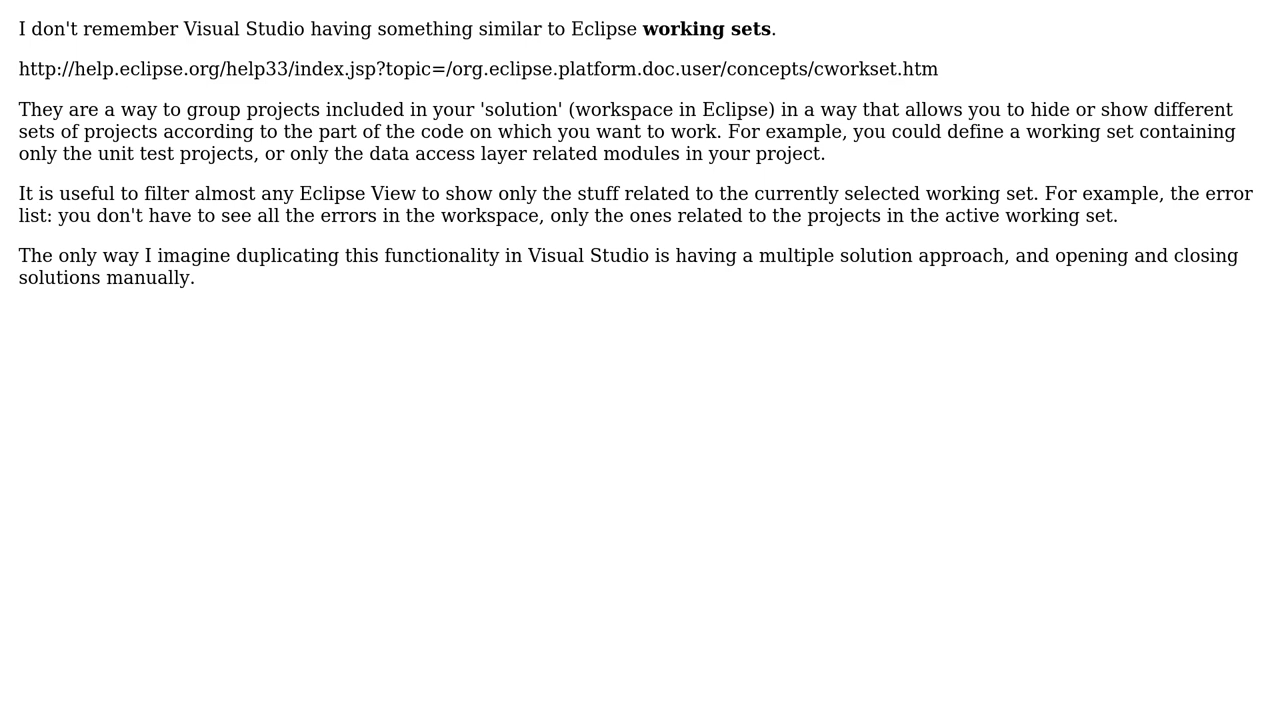 I don't remember Visual Studio having something similar to Eclipse working sets.
http://help.eclipse.org/help33/index.jsp?topic=/org.eclipse.platform.doc.user/concepts/cworkset.htm
They are a way to group projects included in your 'solution' (workspace in Eclipse) in a way that allows you to hide or show different
sets of projects according to the part of the code on which you want to work. For example, you could define a working set containing
only the unit test projects, or only the data access layer related modules in your project.
It is useful to filter almost any Eclipse View to show only the stuff related to the currently selected working set. For example, the error
list: you don't have to see all the errors in the workspace, only the ones related to the projects in the active working set.
The only way I imagine duplicating this functionality in Visual Studio is having a multiple solution approach, and opening and closing
solutions manually.